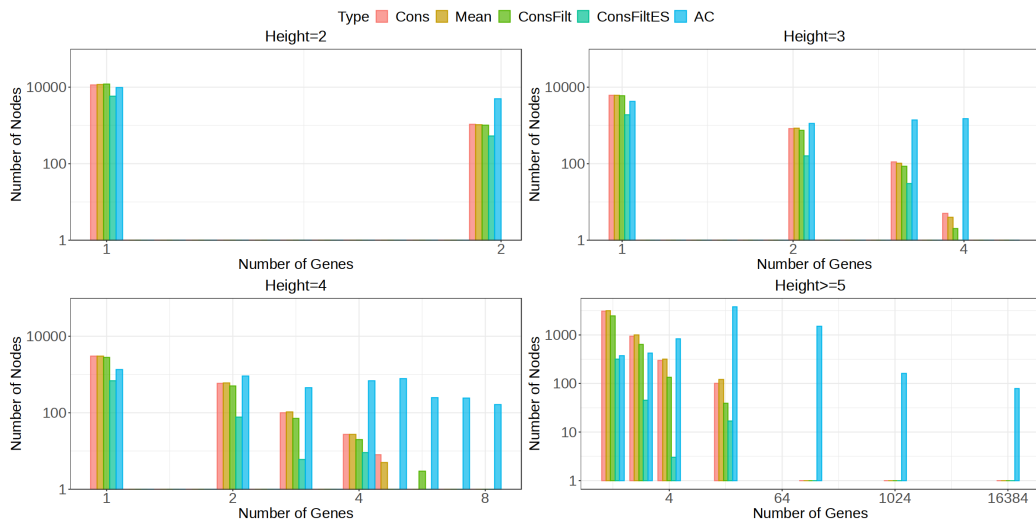 Type Cons Mean ConsFilt ConsFiltES AC
Height=2
Number of Nodes
10000
100
1
1 2
Number of Genes
Height=3
Number of Nodes
10000
100
1
1 2 4
Number of Genes
Height=4
Number of Nodes
10000
100
1
1 2 4 8
Number of Genes
Height>=5
Number of Nodes
1000
100
10
1
4 64 1024 16384
Number of Genes